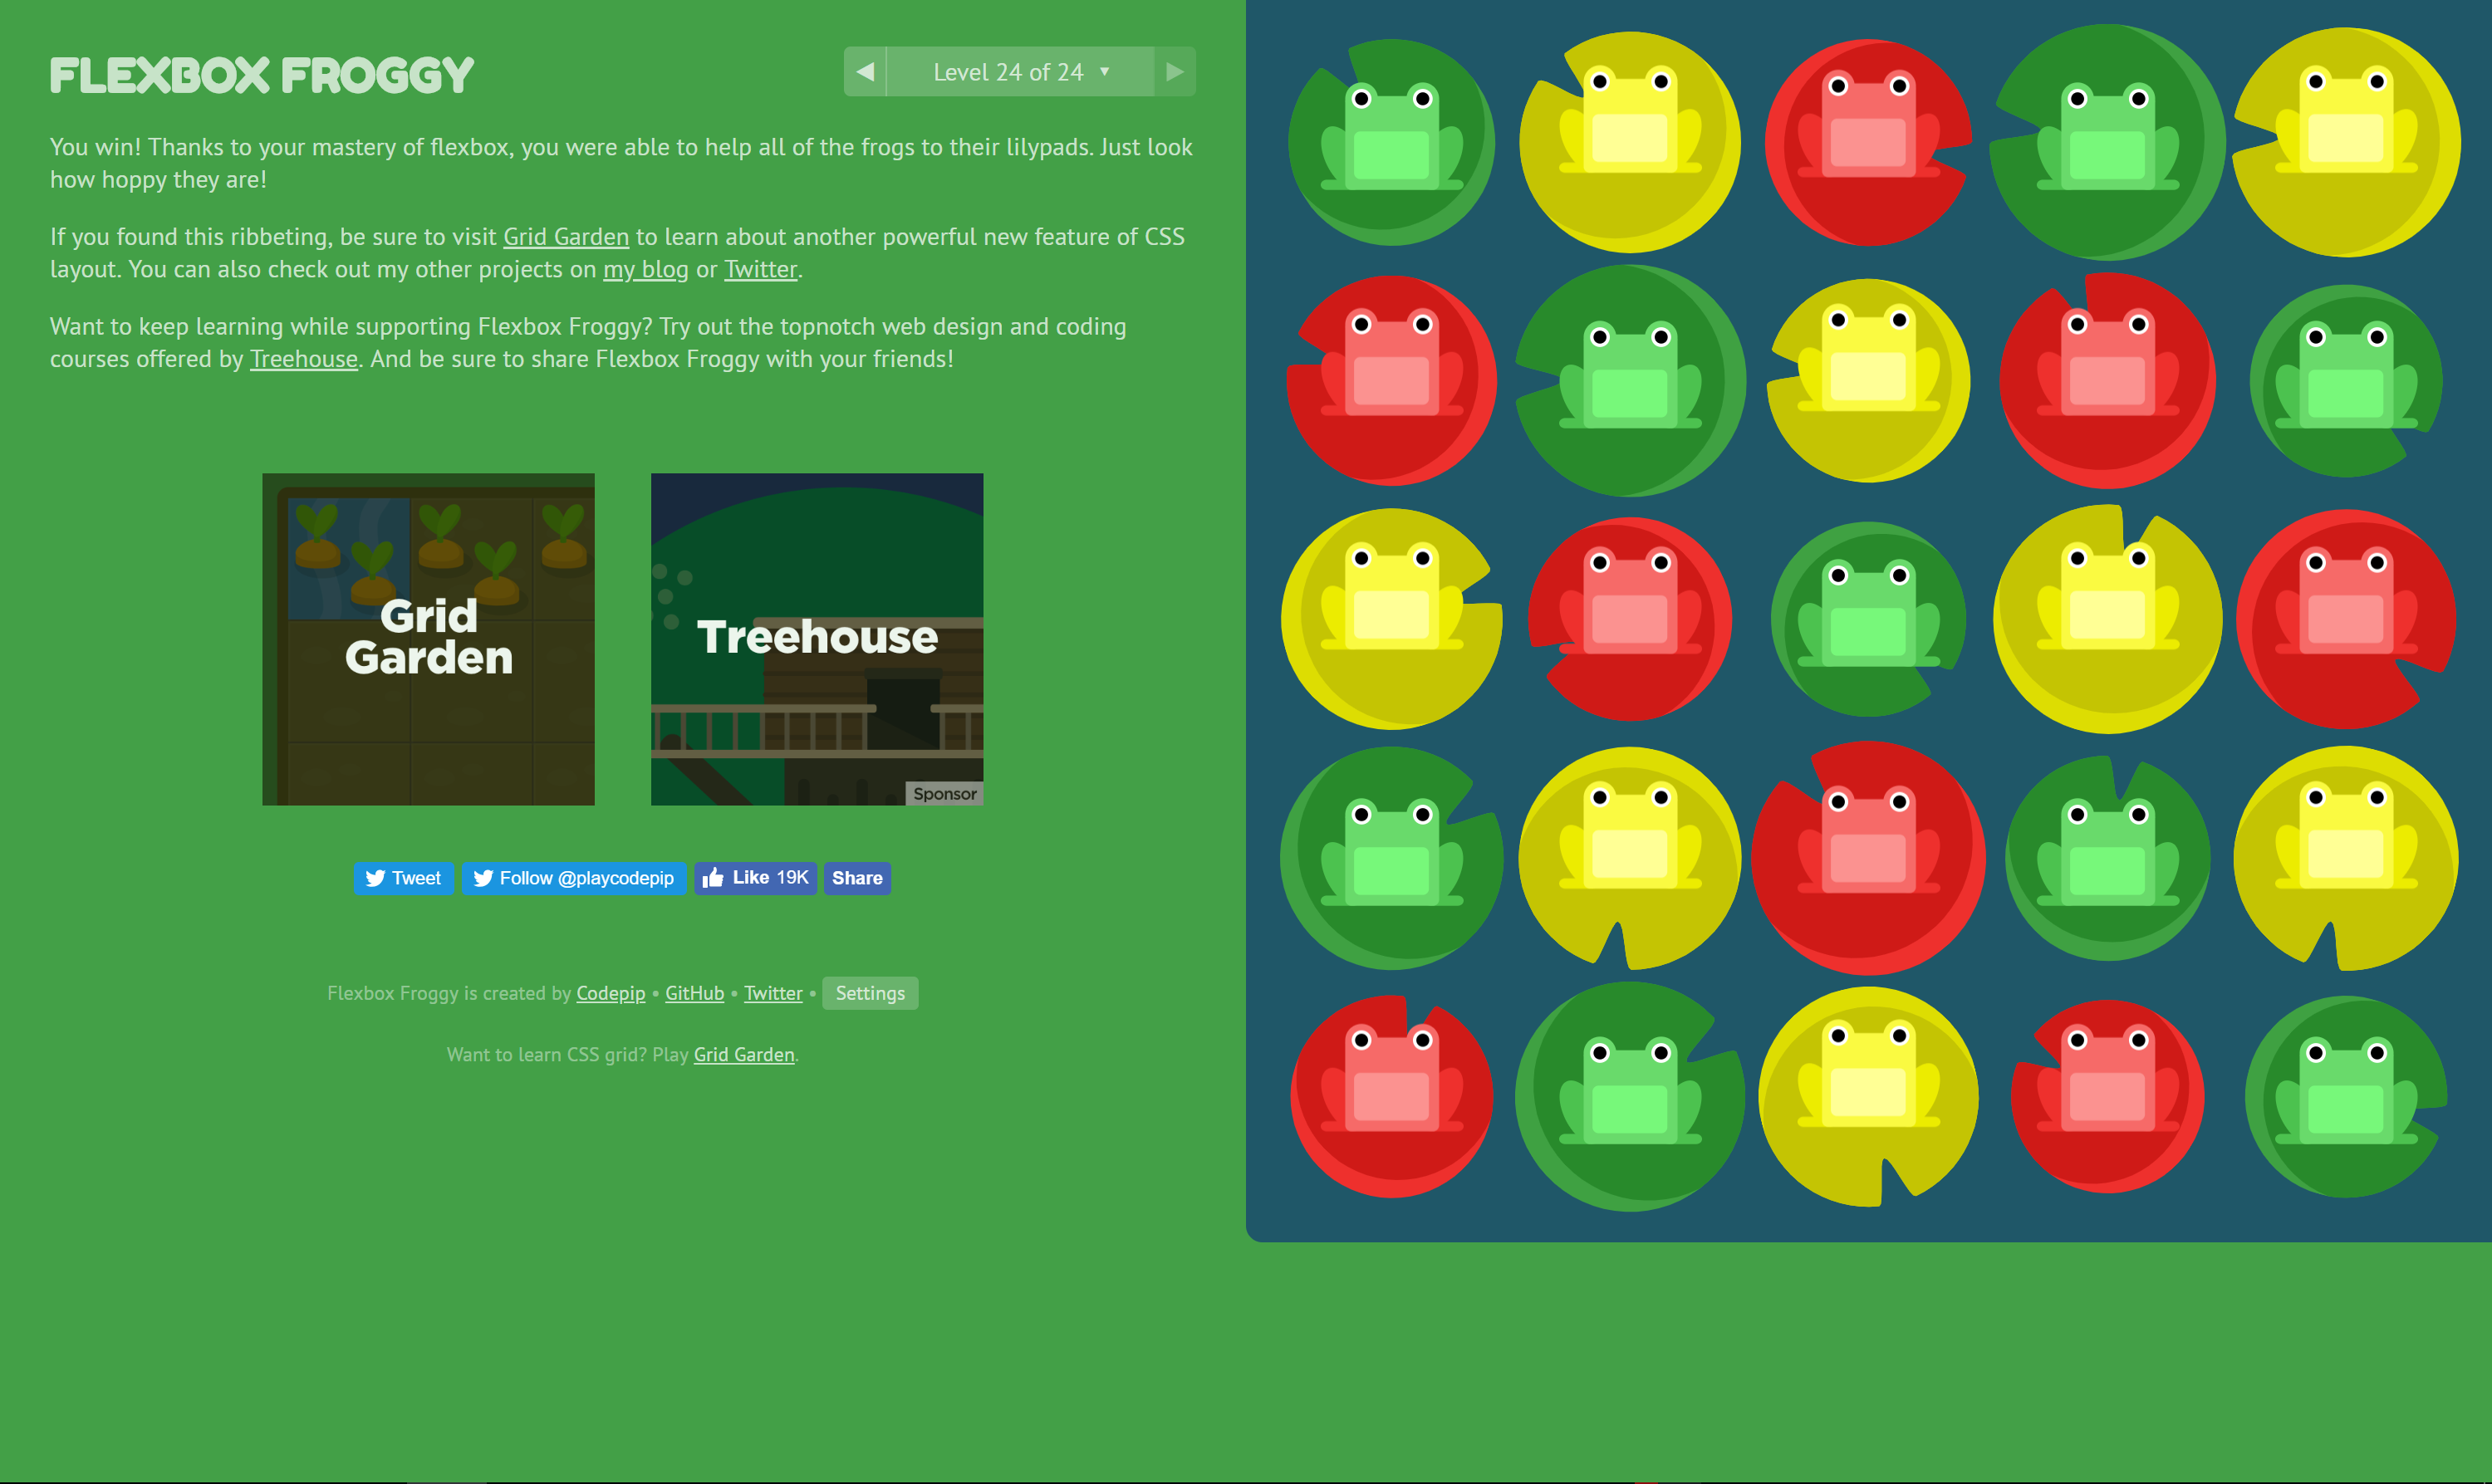 FLEXBOX FROGGY
◀ Level 24 of 24 ▼ ▶
You win! Thanks to your mastery of flexbox, you were able to help all of the frogs to their lilypads. Just look
how hoppy they are!
If you found this ribbeting, be sure to visit Grid Garden to learn about another powerful new feature of CSS
layout. You can also check out my other projects on my blog or Twitter.
Want to keep learning while supporting Flexbox Froggy? Try out the topnotch web design and coding
courses offered by Treehouse. And be sure to share Flexbox Froggy with your friends!
Grid
Garden
Treehouse
Sponsor
Tweet Follow @playcodepip Like 19K Share
Flexbox Froggy is created by Codepip • GitHub • Twitter • Settings
Want to learn CSS grid? Play Grid Garden.